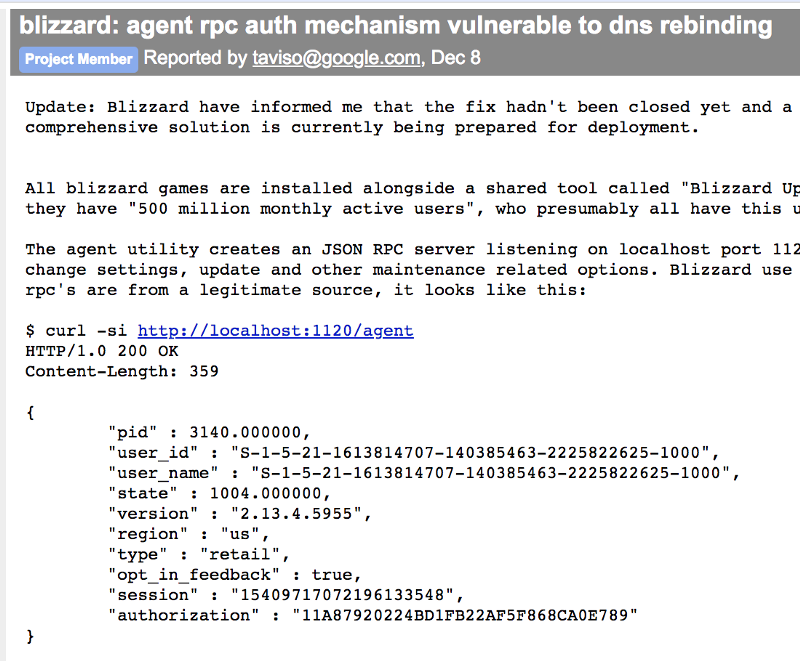 blizzard: agent rpc auth mechanism vulnerable to dns rebinding
Project Member Reported by taviso@google.com, Dec 8
Update: Blizzard have informed me that the fix hadn't been closed yet and a
comprehensive solution is currently being prepared for deployment.
All blizzard games are installed alongside a shared tool called "Blizzard Up
they have "500 million monthly active users", who presumably all have this u
The agent utility creates an JSON RPC server listening on localhost port 112
change settings, update and other maintenance related options. Blizzard use
rpc's are from a legitimate source, it looks like this:
$ curl -si http://localhost:1120/agent
HTTP/1.0 200 OK
Content-Length: 359
{
"pid" : 3140.000000,
"user_id" : "S-1-5-21-1613814707-140385463-2225822625-1000",
"user_name" : "S-1-5-21-1613814707-140385463-2225822625-1000",
"state" : 1004.000000,
"version" : "2.13.4.5955",
"region" : "us",
"type" : "retail",
"opt_in_feedback" : true,
"session" : "15409717072196133548",
"authorization" : "11A87920224BD1FB22AF5F868CA0E789"
}